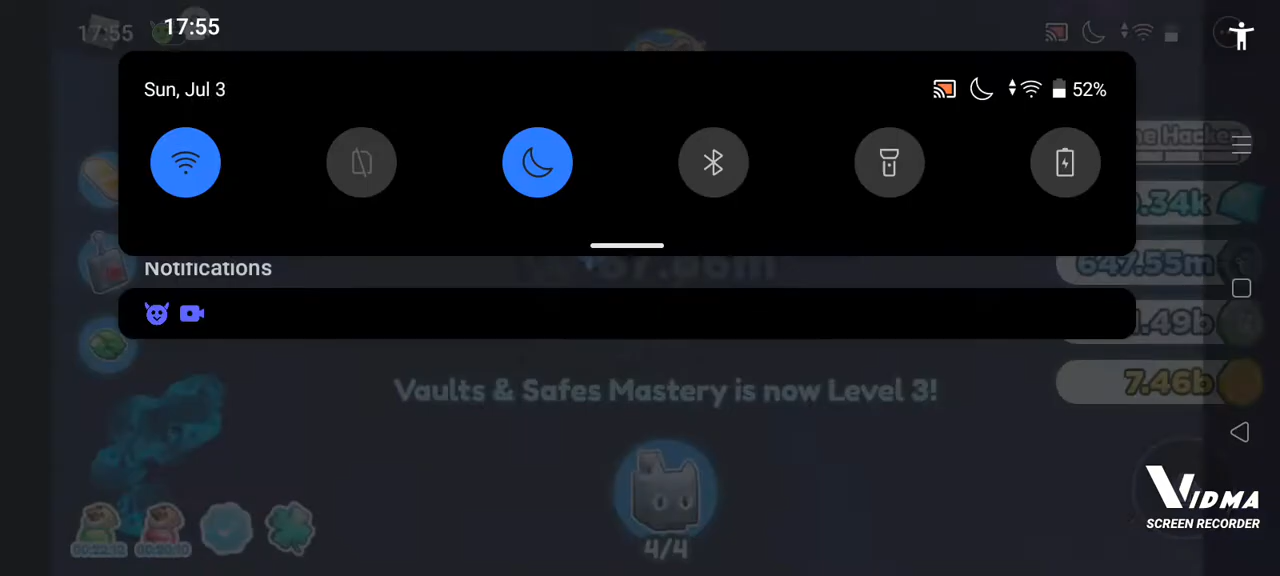 17:55
17:55
Sun, Jul 3
52%
Notifications
647.55m
7.46b
Vaults & Safes Mastery is now Level 3!
4/4
VIDMA
SCREEN RECORDER